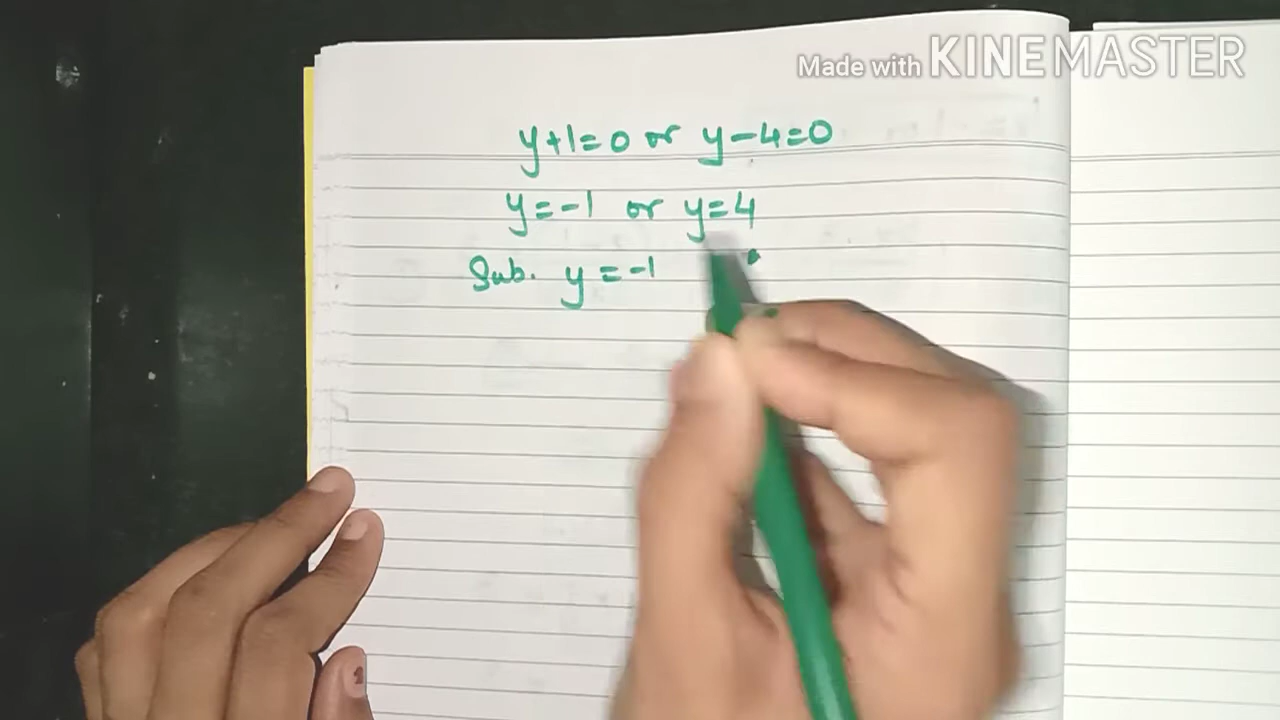 Made with KINEMASTER
y+1=0 or y-4=0
y=-1 or y=4
Sub. y=-1